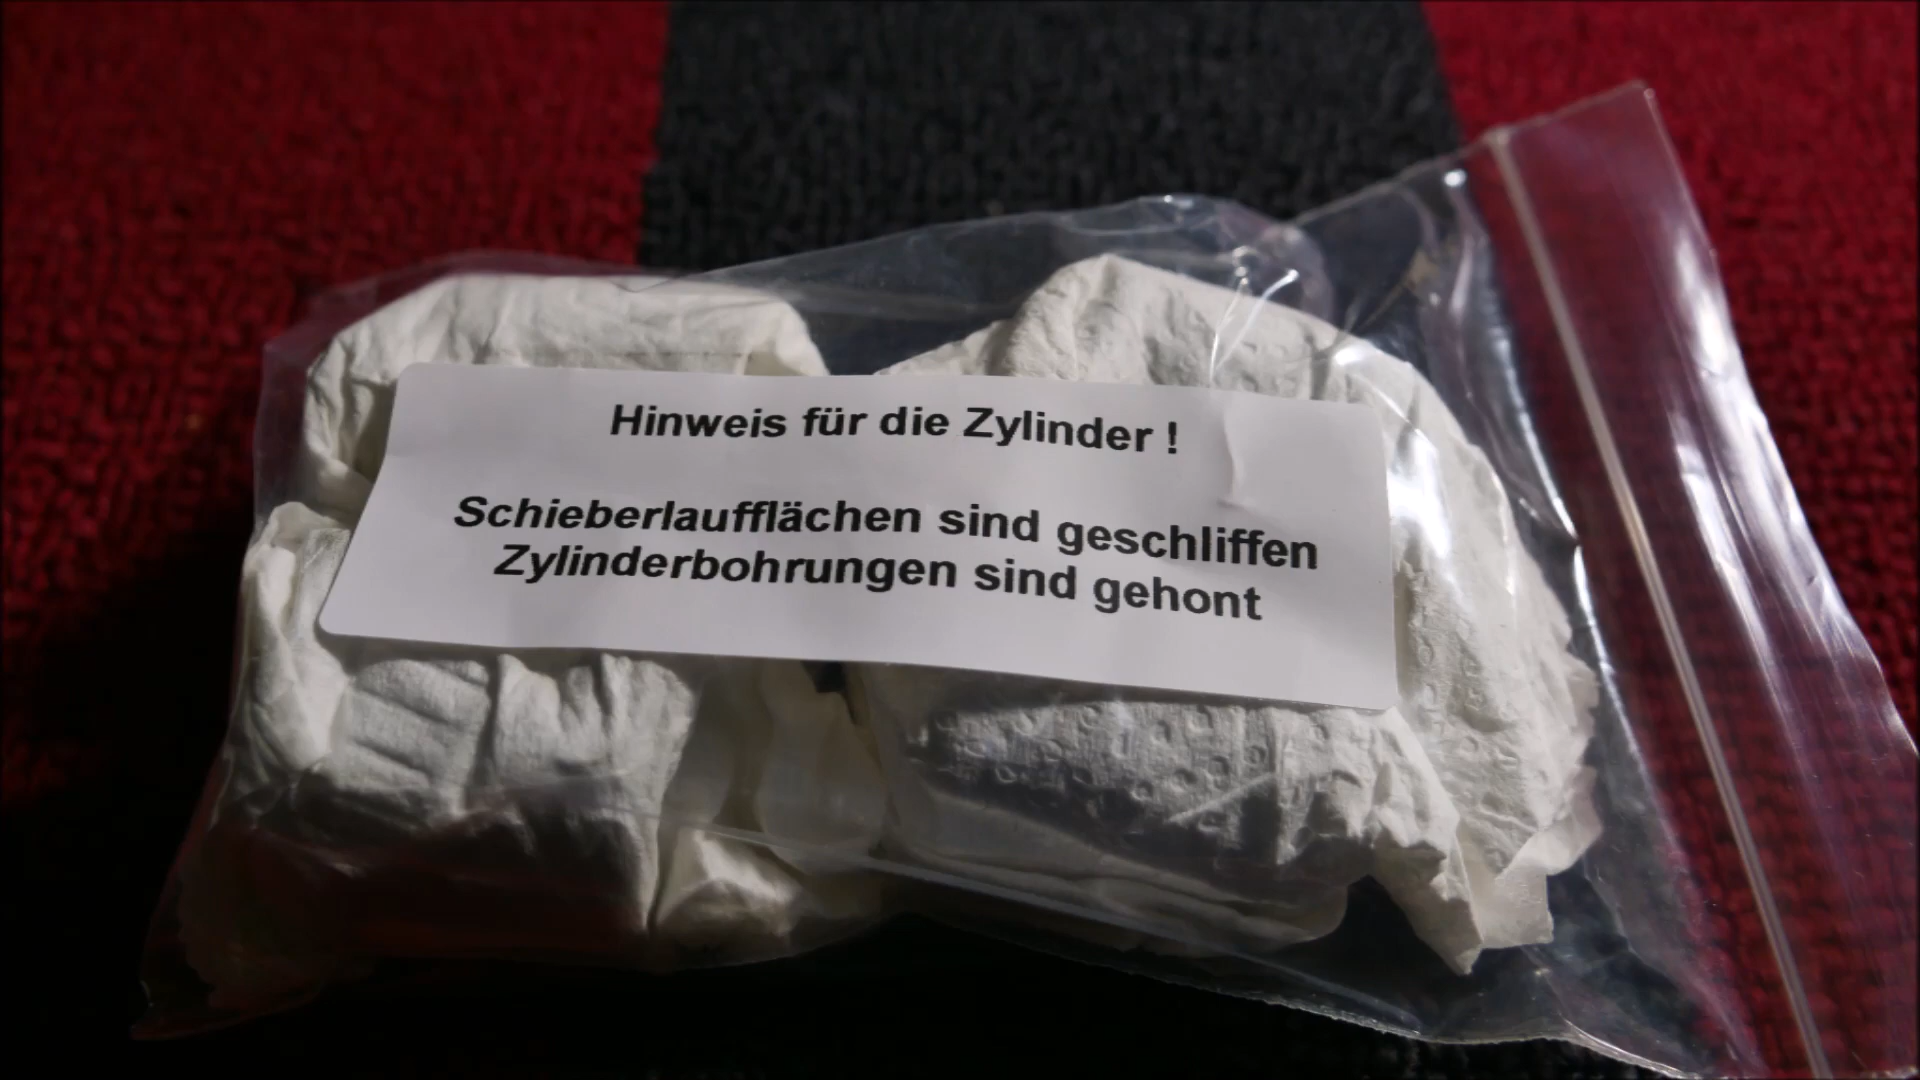 Hinweis für die Zylinder !
Schieberlaufflächen sind geschliffen
Zylinderbohrungen sind gehont